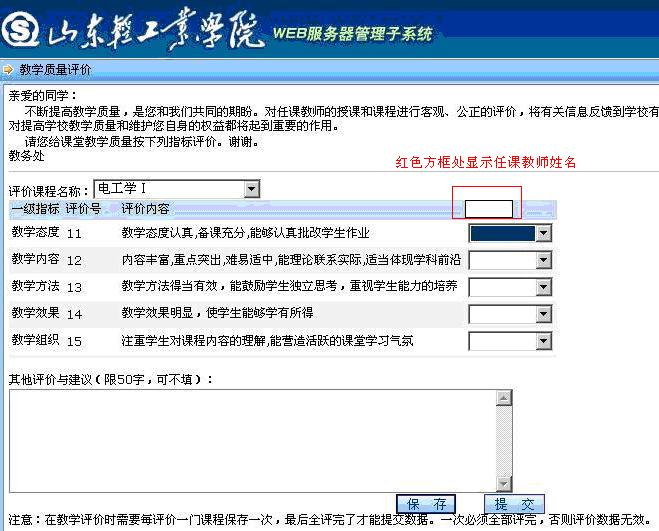 山东轻工业学院 WEB服务器管理子系统
教学质量评价
亲爱的同学：
不断提高教学质量，是您和我们共同的期盼。对任课教师的授课和课程进行客观、公正的评价，将有关信息反馈到学校有
对提高学校教学质量和维护您自身的权益都将起到重要的作用。
请您给课堂教学质量按下列指标评价。谢谢。
教务处
红色方框处显示任课教师姓名
评价课程名称：电工学Ⅰ
一级指标 评价号 评价内容
教学态度 11 教学态度认真,备课充分,能够认真批改学生作业
教学内容 12 内容丰富,重点突出,难易适中,能理论联系实际,适当体现学科前沿
教学方法 13 教学方法得当有效，能鼓励学生独立思考，重视学生能力的培养
教学效果 14 教学效果明显，使学生能够学有所得
教学组织 15 注重学生对课程内容的理解,能营造活跃的课堂学习气氛
其他评价与建议(限50字，可不填)：
保 存 提 交
注意：在教学评价时需要每评价一门课程保存一次，最后全评完了才能提交数据。一次必须全部评完，否则评价数据无效。